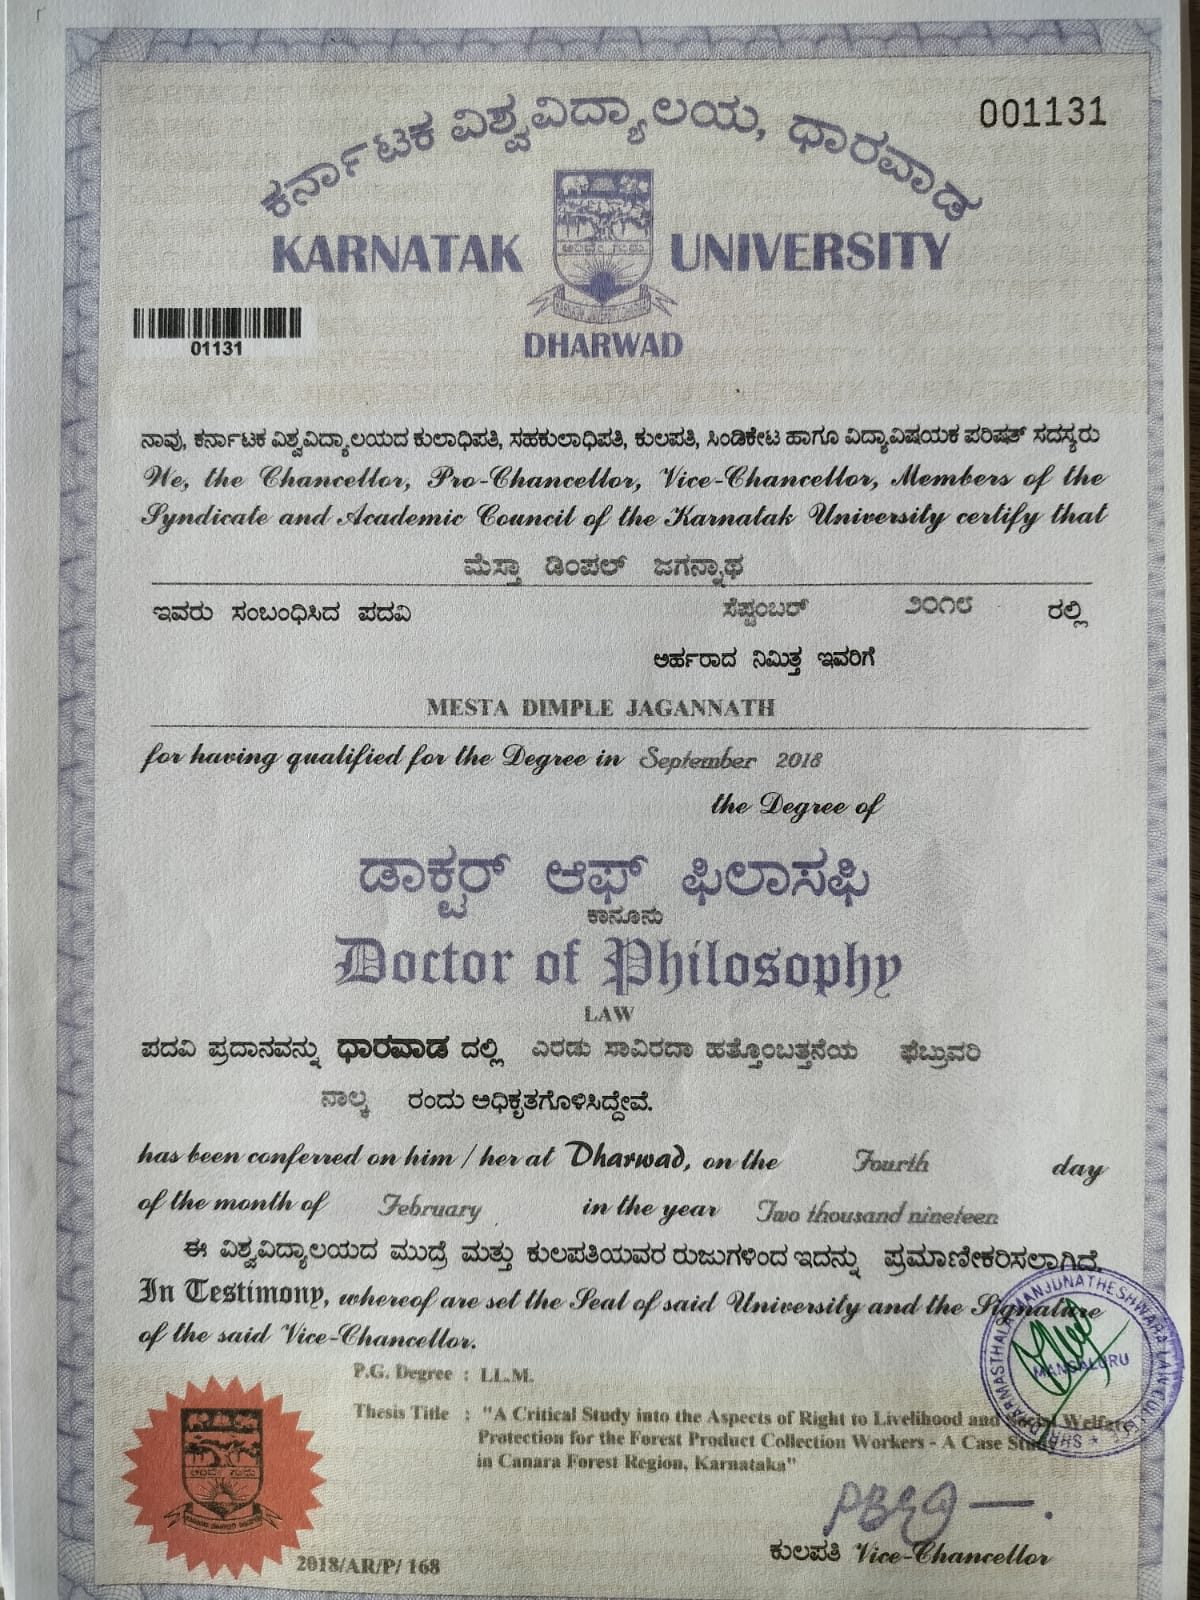 001131
ಕರ್ನಾಟಕ ವಿಶ್ವವಿದ್ಯಾಲಯ, ಧಾರವಾಡ
KARNATAK UNIVERSITY
DHARWAD
01131
ನಾವು, ಕರ್ನಾಟಕ ವಿಶ್ವವಿದ್ಯಾಲಯದ ಕುಲಾಧಿಪತಿ, ಸಹಕುಲಾಧಿಪತಿ, ಕುಲಪತಿ, ಸಿಂಡಿಕೇಟ ಹಾಗೂ ವಿದ್ಯಾವಿಷಯಕ ಪರಿಷತ್ ಸದಸ್ಯರು
We, the Chancellor, Pro-Chancellor, Vice-Chancellor, Members of the
Syndicate and Academic Council of the Karnatak University certify that
ಮೆಸ್ತಾ ಡಿಂಪಲ್ ಜಗನ್ನಾಥ
ಇವರು ಸಂಬಂಧಿಸಿದ ಪದವಿ ಸೆಪ್ಟಂಬರ್ ೨೦೧೮ ರಲ್ಲಿ
ಅರ್ಹರಾದ ನಿಮಿತ್ತ ಇವರಿಗೆ
MESTA DIMPLE JAGANNATH
for having qualified for the Degree in September 2018
the Degree of
ಡಾಕ್ಟರ್ ಆಫ್ ಫಿಲಾಸಫಿ
ಕಾನೂನು
Doctor of Philosophy
LAW
ಪದವಿ ಪ್ರದಾನವನ್ನು ಧಾರವಾಡ ದಲ್ಲಿ ಎರಡು ಸಾವಿರದಾ ಹತ್ತೊಂಬತ್ತನೆಯ ಫೆಬ್ರುವರಿ
ನಾಲ್ಕ ರಂದು ಅಧಿಕೃತಗೊಳಿಸಿದ್ದೇವೆ.
has been conferred on him / her at Dharwad, on the Fourth day
of the month of February in the year Two thousand nineteen
ಈ ವಿಶ್ವವಿದ್ಯಾಲಯದ ಮುದ್ರೆ ಮತ್ತು ಕುಲಪತಿಯವರ ರುಜುಗಳಿಂದ ಇದನ್ನು ಪ್ರಮಾಣೀಕರಿಸಲಾಗಿದೆ.
In Testimony, whereof are set the Seal of said University and the Signature
of the said Vice-Chancellor.
SHRI DHARMASTHALA MANJUNATHESHWARA LAW COLLEGE
MANGALURU
P.G. Degree : LL.M.
Thesis Title : "A Critical Study into the Aspects of Right to Livelihood and Social Welfare
Protection for the Forest Product Collection Workers - A Case Study
in Canara Forest Region, Karnataka"
ಕುಲಪತಿ Vice-Chancellor
2018/AR/P/ 168